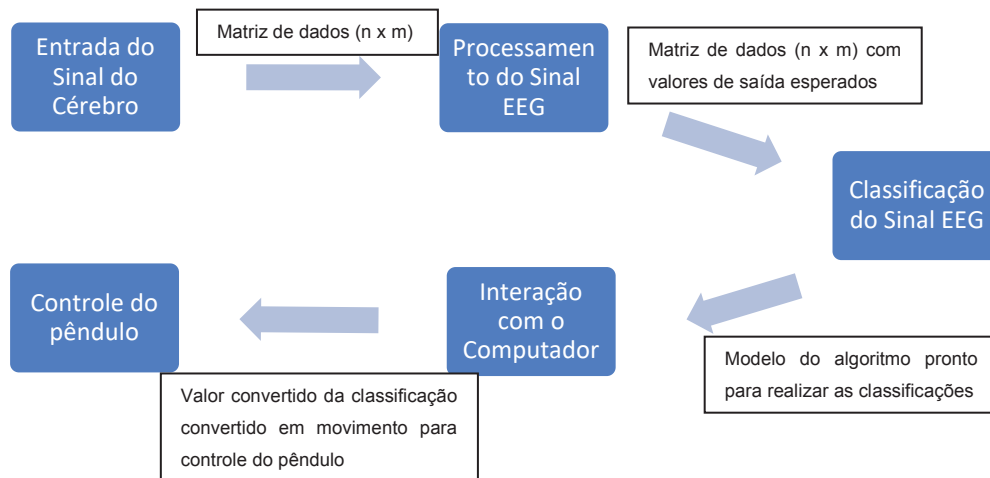 Entrada do
Sinal do
Cérebro
Matriz de dados (n x m)
Processamen
to do Sinal
EEG
Matriz de dados (n x m) com
valores de saída esperados
Classificação
do Sinal EEG
Modelo do algoritmo pronto
para realizar as classificações
Interação
com o
Computador
Valor convertido da classificação
convertido em movimento para
controle do pêndulo
Controle do
pêndulo